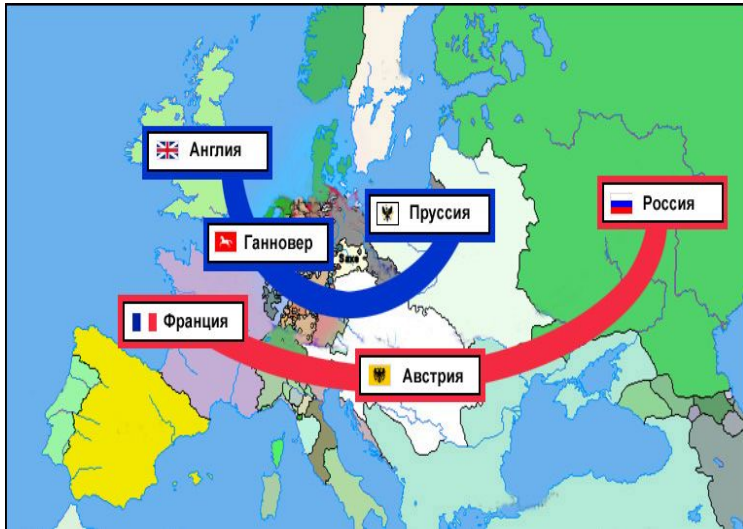 Англия
Пруссия
Россия
Ганновер
Saxe
Франция
Австрия